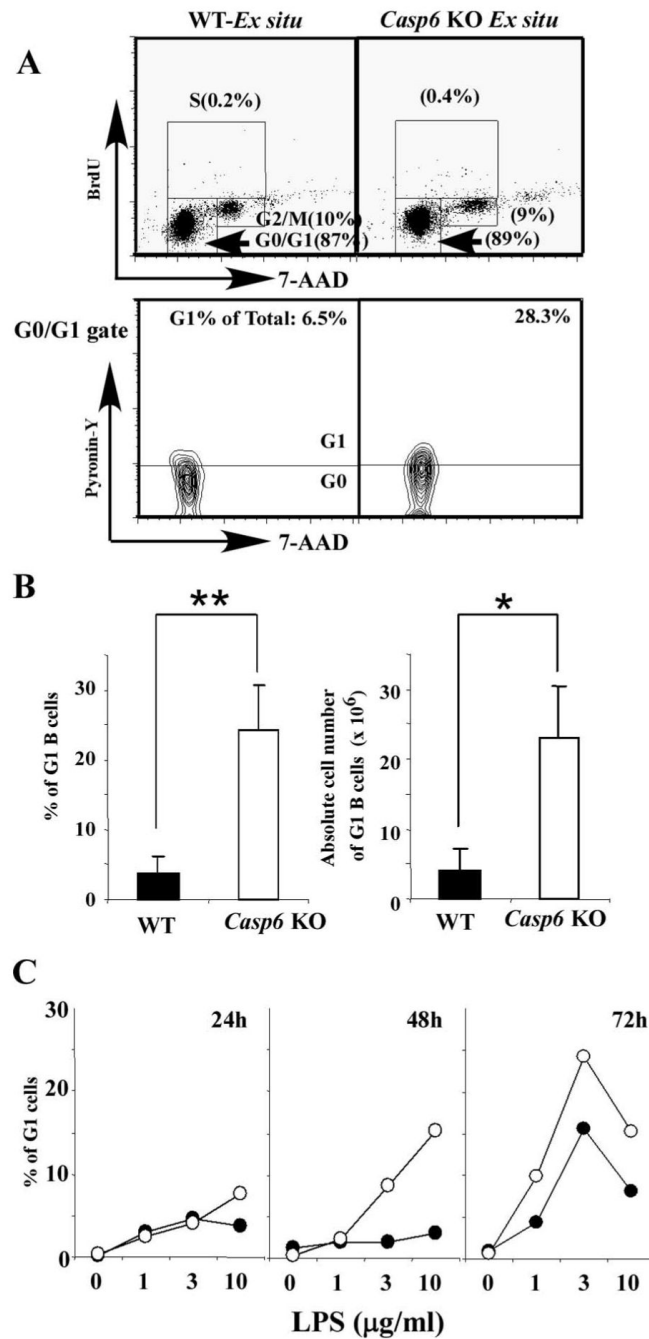 WT-Ex situ
Casp6 KO Ex situ
A
S(0.2%)
(0.4%)
BrdU
G2/M(10%)
(9%)
G0/G1(87%)
(89%)
7-AAD
G0/G1 gate
G1% of Total: 6.5%
28.3%
G1
G0
Pyronin-Y
7-AAD
B
**
*
% of G1 B cells
30
20
10
0
WT
Casp6 KO
Absolute cell number
of G1 B cells (x 10⁶)
30
20
10
0
WT
Casp6 KO
C
% of G1 cells
30
20
10
0
24h
48h
72h
0 1 3 10
0 1 3 10
0 1 3 10
LPS (μg/ml)